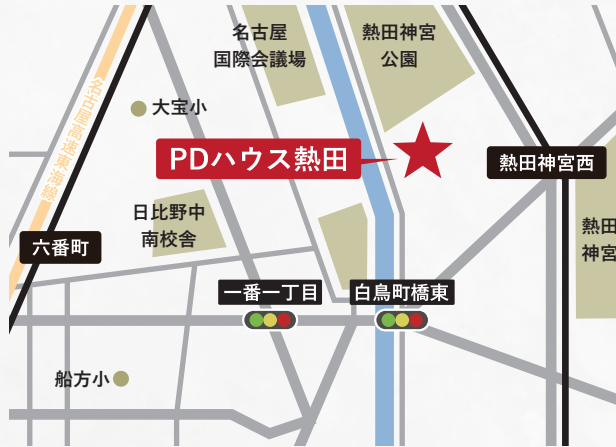 名古屋
国際会議場
熱田神宮
公園
大宝小
名古屋高速東海線
PDハウス熱田
熱田神宮西
日比野中
南校舎
六番町
熱田
神宮
一番一丁目
白鳥町橋東
船方小